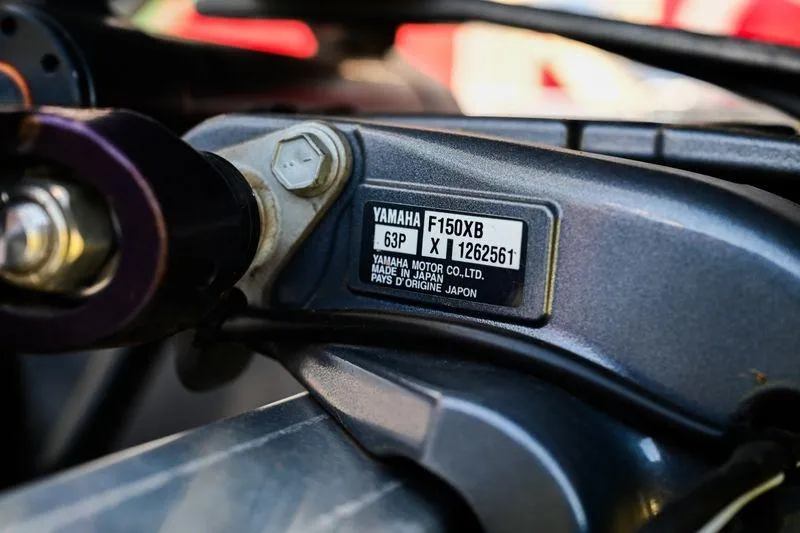 YAMAHA F150XB
63P X 1262561
YAMAHA MOTOR CO.,LTD.
MADE IN JAPAN
PAYS D'ORIGINE JAPON